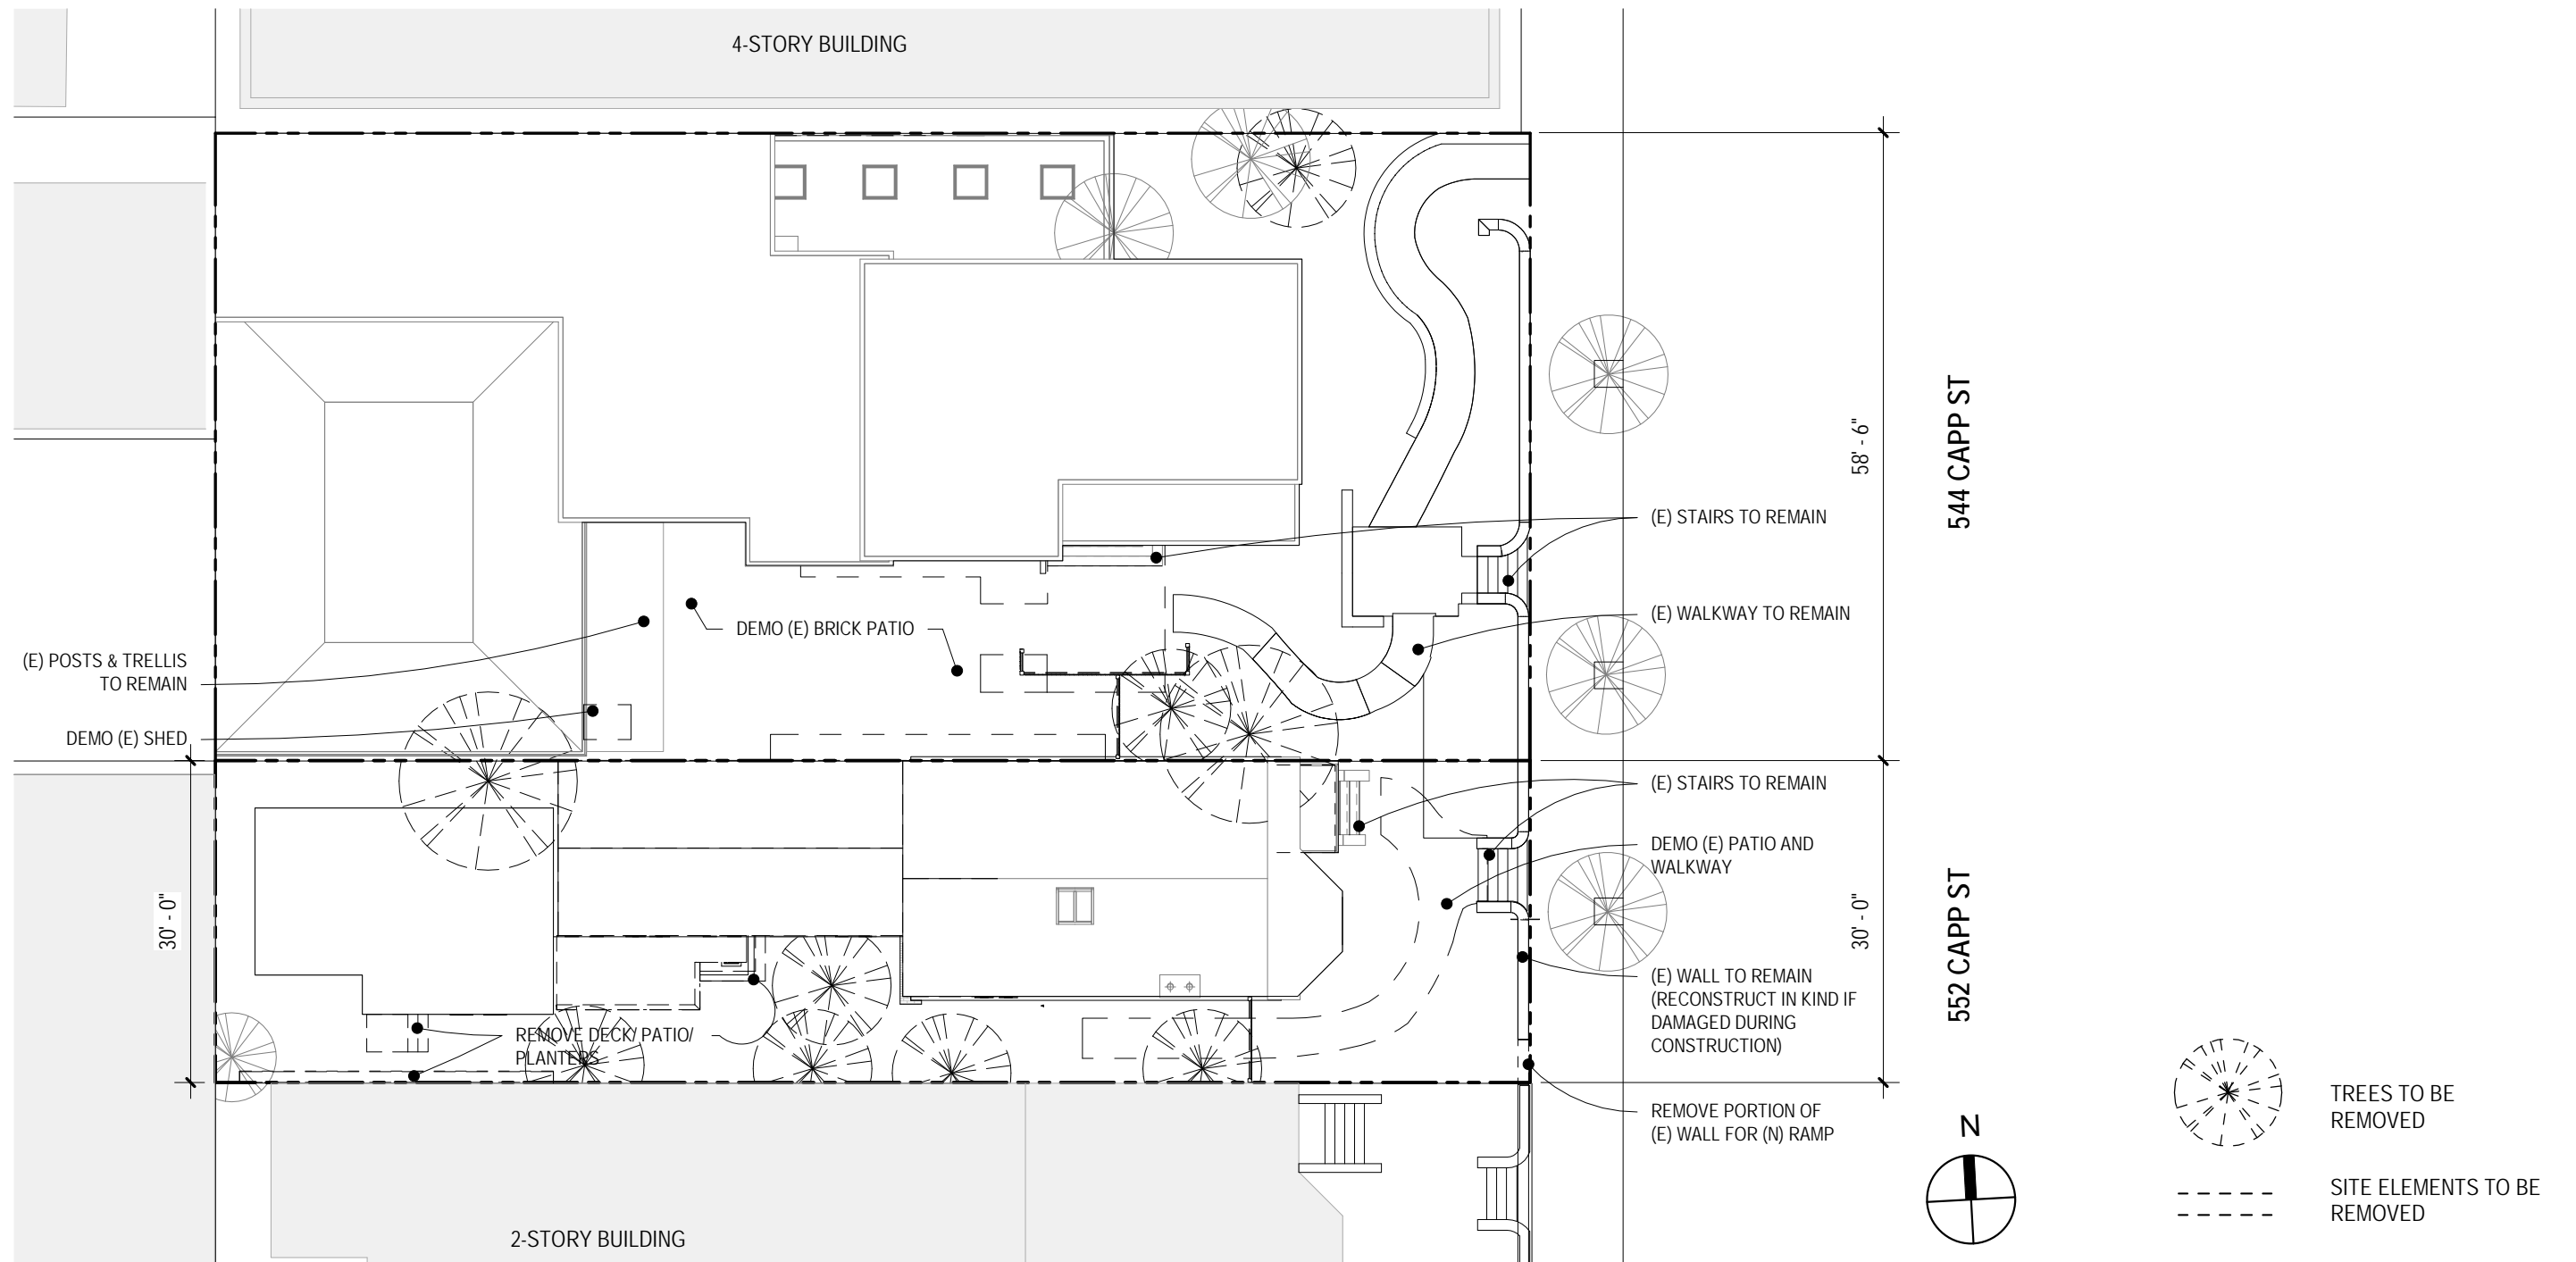 4-STORY BUILDING
(E) POSTS & TRELLIS
TO REMAIN
DEMO (E) SHED
DEMO (E) BRICK PATIO
30' - 0"
REMOVE DECK/ PATIO/
PLANTERS
2-STORY BUILDING
(E) STAIRS TO REMAIN
(E) WALKWAY TO REMAIN
(E) STAIRS TO REMAIN
DEMO (E) PATIO AND
WALKWAY
(E) WALL TO REMAIN
(RECONSTRUCT IN KIND IF
DAMAGED DURING
CONSTRUCTION)
REMOVE PORTION OF
(E) WALL FOR (N) RAMP
58' - 6"
30' - 0"
544 CAPP ST
552 CAPP ST
N
TREES TO BE
REMOVED
SITE ELEMENTS TO BE
REMOVED